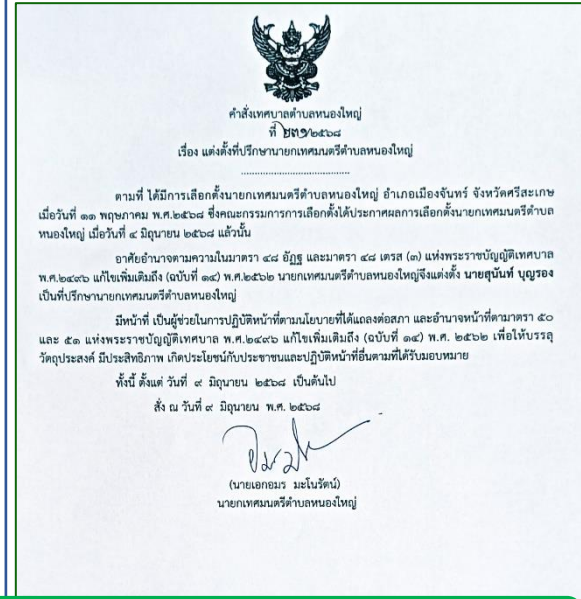 คำสั่งเทศบาลตำบลหนองใหญ่
ที่ ๒๓๑/๒๕๖๘
เรื่อง แต่งตั้งที่ปรึกษานายกเทศมนตรีตำบลหนองใหญ่
.......................................
ตามที่ ได้มีการเลือกตั้งนายกเทศมนตรีตำบลหนองใหญ่ อำเภอเมืองจันทร์ จังหวัดศรีสะเกษ
เมื่อวันที่ ๑๑ พฤษภาคม พ.ศ.๒๕๖๘ ซึ่งคณะกรรมการการเลือกตั้งได้ประกาศผลการเลือกตั้งนายกเทศมนตรีตำบล
หนองใหญ่ เมื่อวันที่ ๔ มิถุนายน ๒๕๖๘ แล้วนั้น
อาศัยอำนาจตามความในมาตรา ๔๘ อัฏฐ และมาตรา ๔๘ เตรส (๓) แห่งพระราชบัญญัติเทศบาล
พ.ศ.๒๔๙๖ แก้ไขเพิ่มเติมถึง (ฉบับที่ ๑๔) พ.ศ.๒๕๖๒ นายกเทศมนตรีตำบลหนองใหญ่จึงแต่งตั้ง นายสุนันท์ บุญรอง
เป็นที่ปรึกษานายกเทศมนตรีตำบลหนองใหญ่
มีหน้าที่ เป็นผู้ช่วยในการปฏิบัติหน้าที่ตามนโยบายที่ได้แถลงต่อสภา และอำนาจหน้าที่ตามาตรา ๕๐
และ ๕๑ แห่งพระราชบัญญัติเทศบาล พ.ศ.๒๔๙๖ แก้ไขเพิ่มเติมถึง (ฉบับที่ ๑๔) พ.ศ. ๒๕๖๒ เพื่อให้บรรลุ
วัตถุประสงค์ มีประสิทธิภาพ เกิดประโยชน์กับประชาชนและปฏิบัติหน้าที่อื่นตามที่ได้รับมอบหมาย
ทั้งนี้ ตั้งแต่ วันที่ ๙ มิถุนายน ๒๕๖๘ เป็นต้นไป
สั่ง ณ วันที่ ๙ มิถุนายน พ.ศ. ๒๕๖๘
(นายเอกอมร มะโนรัตน์)
นายกเทศมนตรีตำบลหนองใหญ่